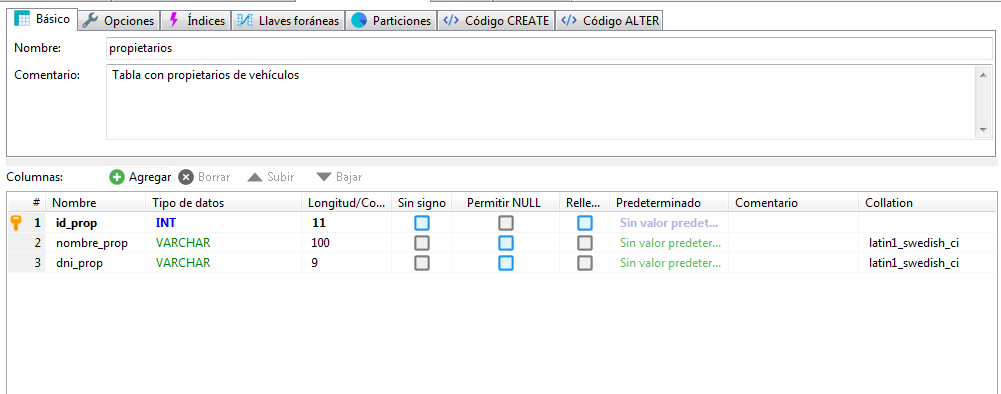 Básico Opciones Índices Llaves foráneas Particiones Código CREATE Código ALTER
Nombre: propietarios
Comentario: Tabla con propietarios de vehículos
Columnas: Agregar Borrar Subir Bajar
# Nombre Tipo de datos Longitud/Co... Sin signo Permitir NULL Relle... Predeterminado Comentario Collation
1 id_prop INT 11 Sin valor predet...
2 nombre_prop VARCHAR 100 Sin valor predeter... latin1_swedish_ci
3 dni_prop VARCHAR 9 Sin valor predeter... latin1_swedish_ci